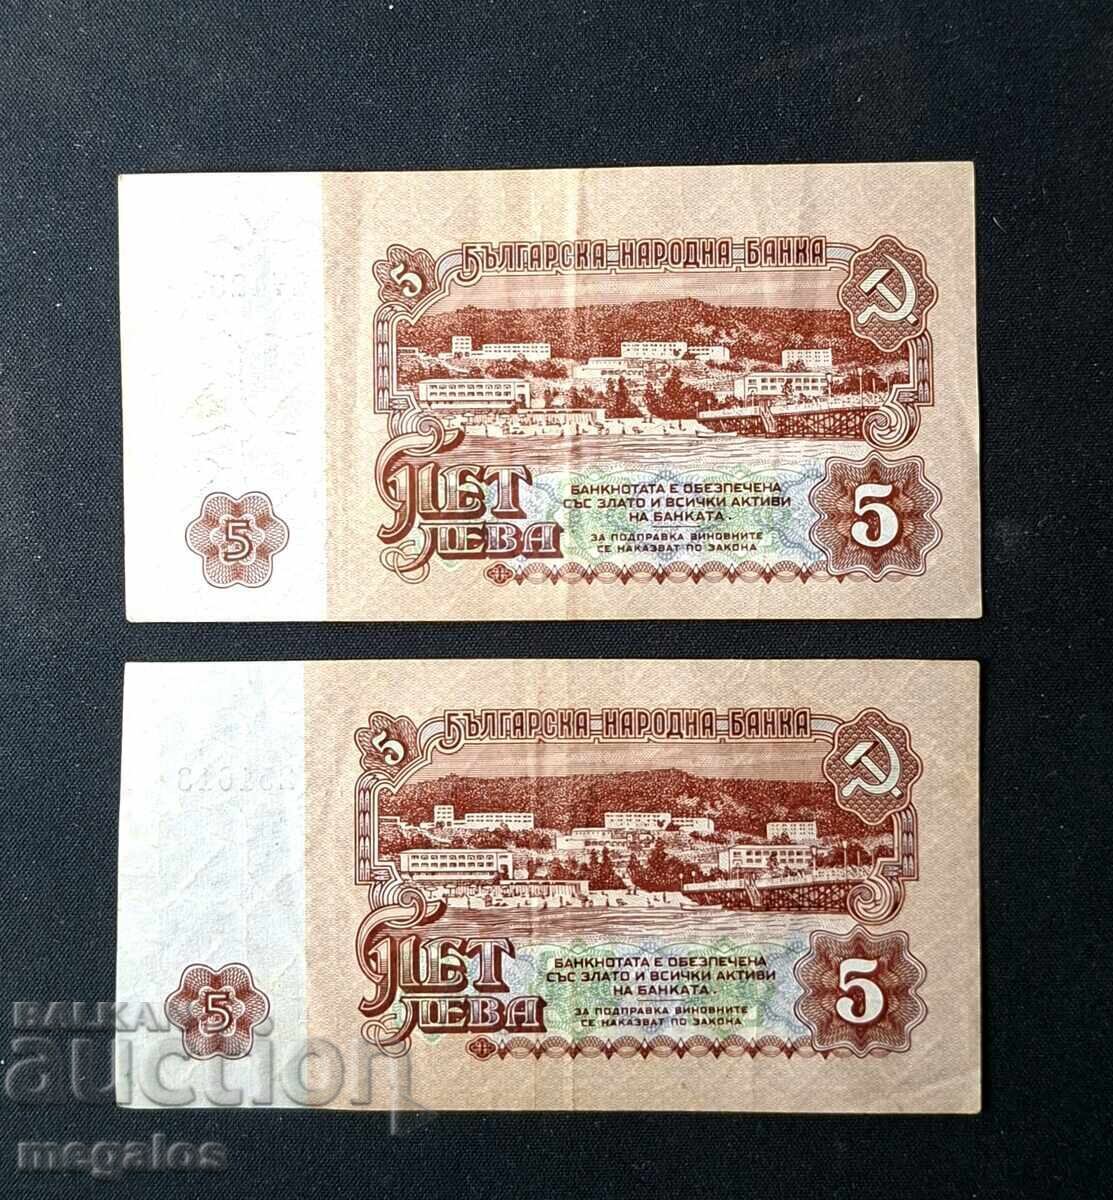 БЪЛГАРСКА НАРОДНА БАНКА
5
ПЕТ
ЛЕВА
БАНКНОТАТА Е ОБЕЗПЕЧЕНА
СЪС ЗЛАТО И ВСИЧКИ АКТИВИ
НА БАНКАТА.
ЗА ПОДПРАВКА ВИНОВНИТЕ
СЕ НАКАЗВАТ ПО ЗАКОНА
5
5
БЪЛГАРСКА НАРОДНА БАНКА
5
ПЕТ
ЛЕВА
БАНКНОТАТА Е ОБЕЗПЕЧЕНА
СЪС ЗЛАТО И ВСИЧКИ АКТИВИ
НА БАНКАТА.
ЗА ПОДПРАВКА ВИНОВНИТЕ
СЕ НАКАЗВАТ ПО ЗАКОНА
5
5
BALKAN
auction
megalos